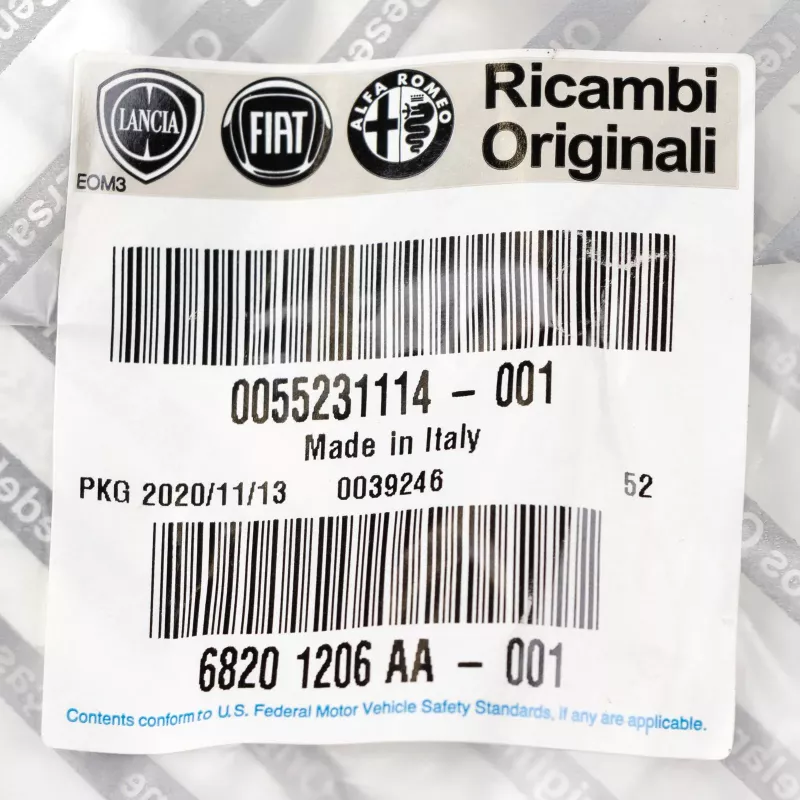 LANCIA
FIAT
ALFA ROMEO
Ricambi
Originali
EOM3
0055231114 - 001
Made in Italy
PKG 2020/11/13 0039246 52
6820 1206 AA - 001
Contents conform to U.S. Federal Motor Vehicle Safety Standards, if any are applicable.